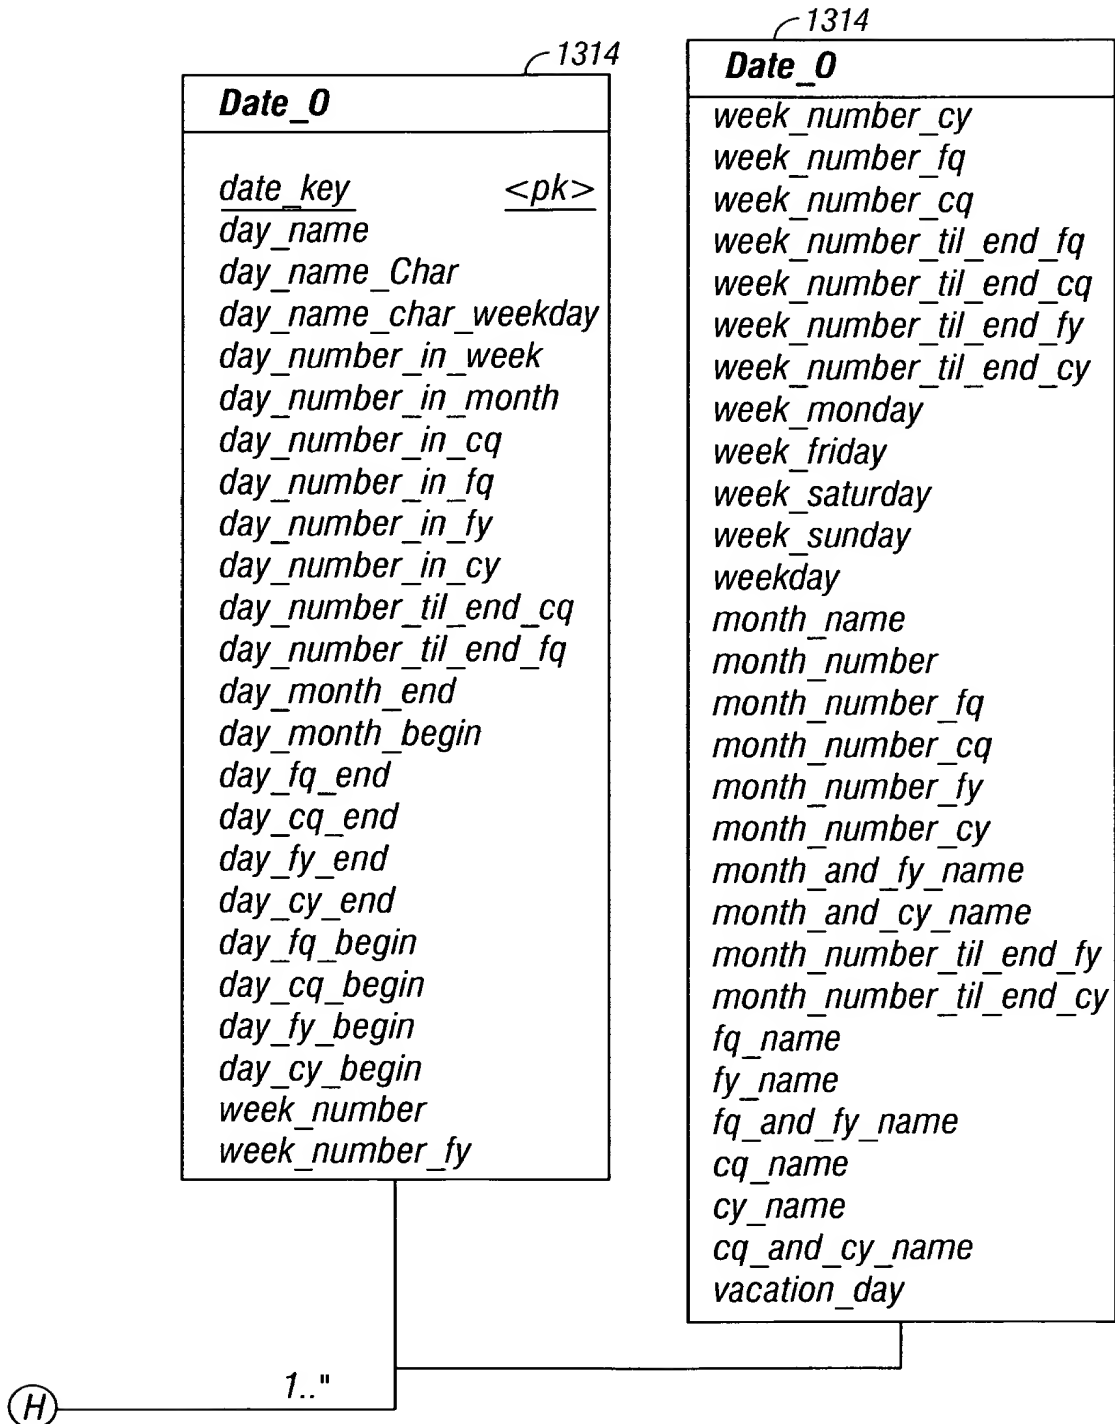 1314
Date_0
date_key <pk>
day_name
day_name_Char
day_name_char_weekday
day_number_in_week
day_number_in_month
day_number_in_cq
day_number_in_fq
day_number_in_fy
day_number_in_cy
day_number_til_end_cq
day_number_til_end_fq
day_month_end
day_month_begin
day_fq_end
day_cq_end
day_fy_end
day_cy_end
day_fq_begin
day_cq_begin
day_fy_begin
day_cy_begin
week_number
week_number_fy
1314
Date_0
week_number_cy
week_number_fq
week_number_cq
week_number_til_end_fq
week_number_til_end_cq
week_number_til_end_fy
week_number_til_end_cy
week_monday
week_friday
week_saturday
week_sunday
weekday
month_name
month_number
month_number_fq
month_number_cq
month_number_fy
month_number_cy
month_and_fy_name
month_and_cy_name
month_number_til_end_fy
month_number_til_end_cy
fq_name
fy_name
fq_and_fy_name
cq_name
cy_name
cq_and_cy_name
vacation_day
H 1.."